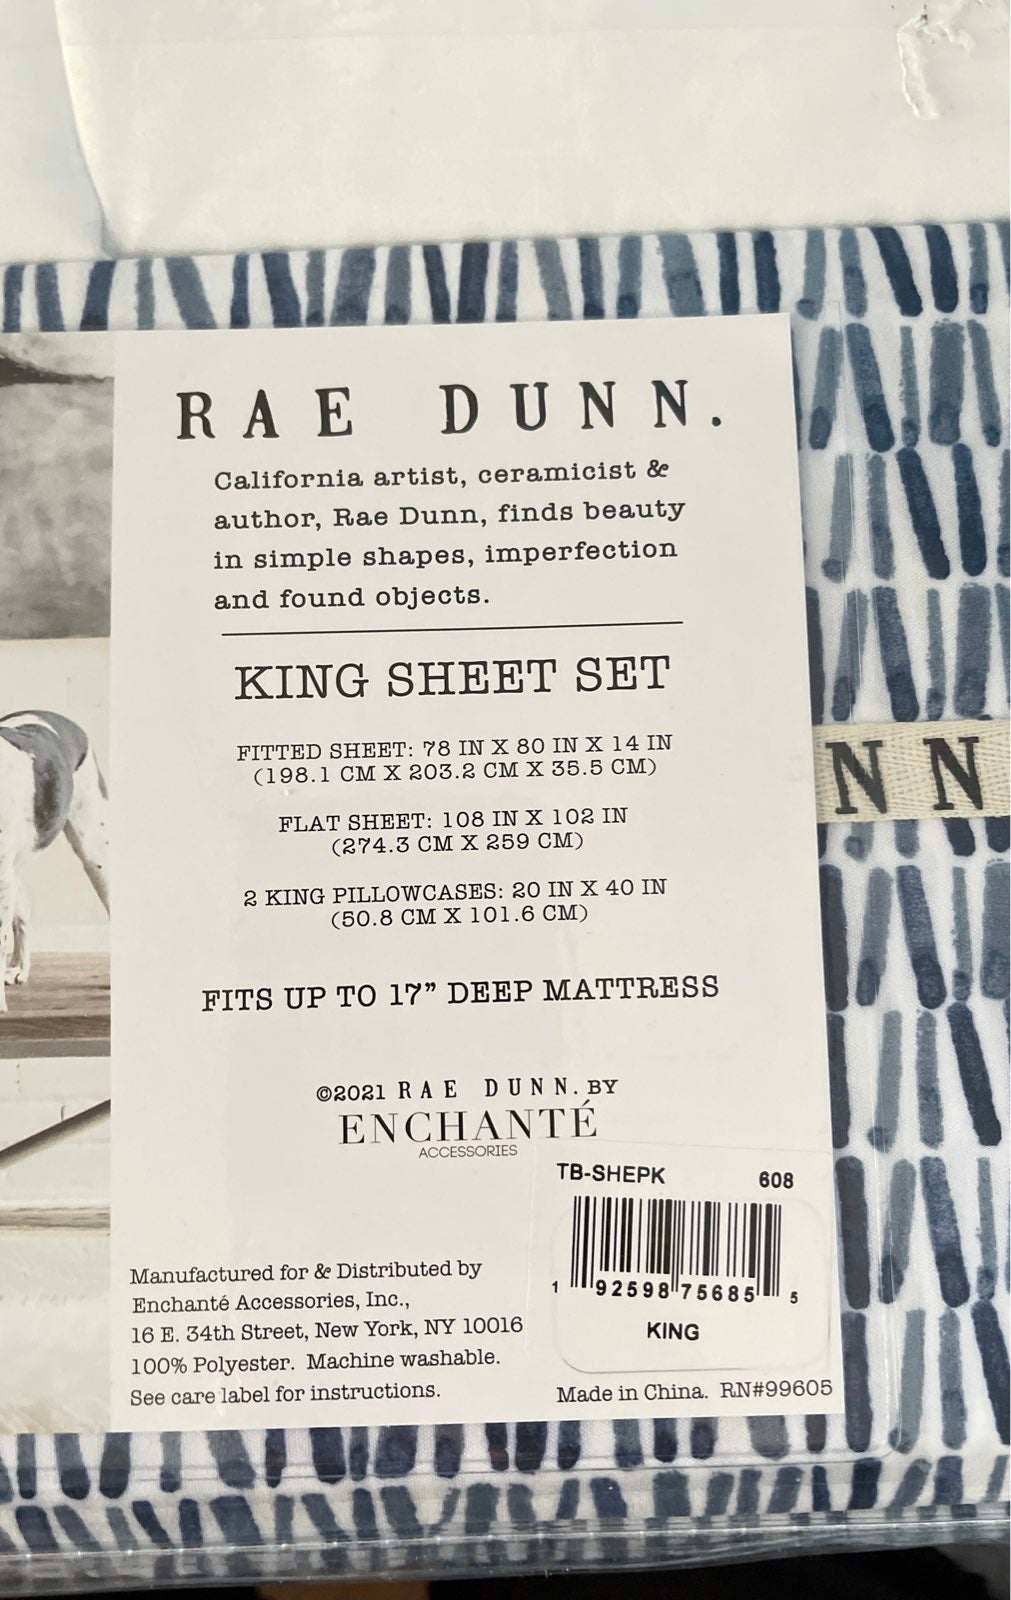 RAE DUNN.
California artist, ceramicist &
author, Rae Dunn, finds beauty
in simple shapes, imperfection
and found objects.
KING SHEET SET
FITTED SHEET: 78 IN X 80 IN X 14 IN
(198.1 CM X 203.2 CM X 35.5 CM)
FLAT SHEET: 108 IN X 102 IN
(274.3 CM X 259 CM)
2 KING PILLOWCASES: 20 IN X 40 IN
(50.8 CM X 101.6 CM)
FITS UP TO 17” DEEP MATTRESS
©2021 RAE DUNN. BY
ENCHANTÉ
ACCESSORIES
TB-SHEPK 608
1 92598 75685 5
KING
Manufactured for & Distributed by
Enchanté Accessories, Inc.,
16 E. 34th Street, New York, NY 10016
100% Polyester. Machine washable.
See care label for instructions.
Made in China. RN#99605
NN